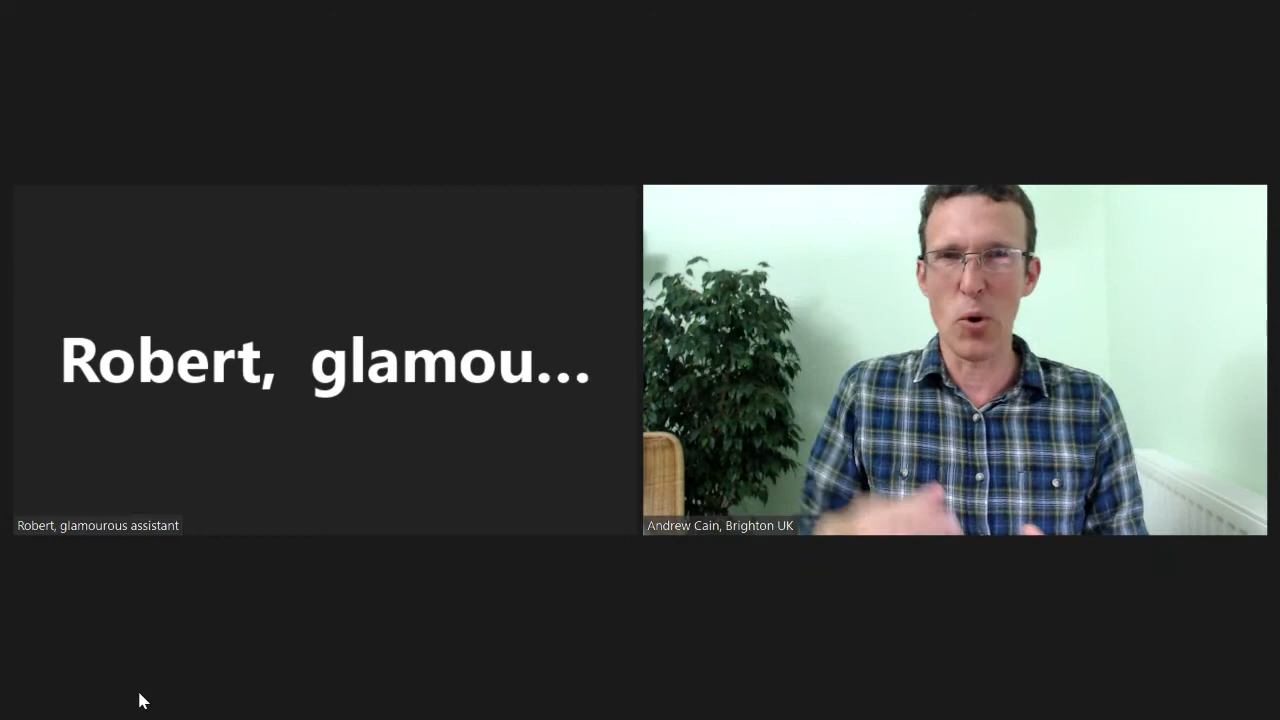 Robert, glamou...
Robert, glamourous assistant
Andrew Cain, Brighton UK